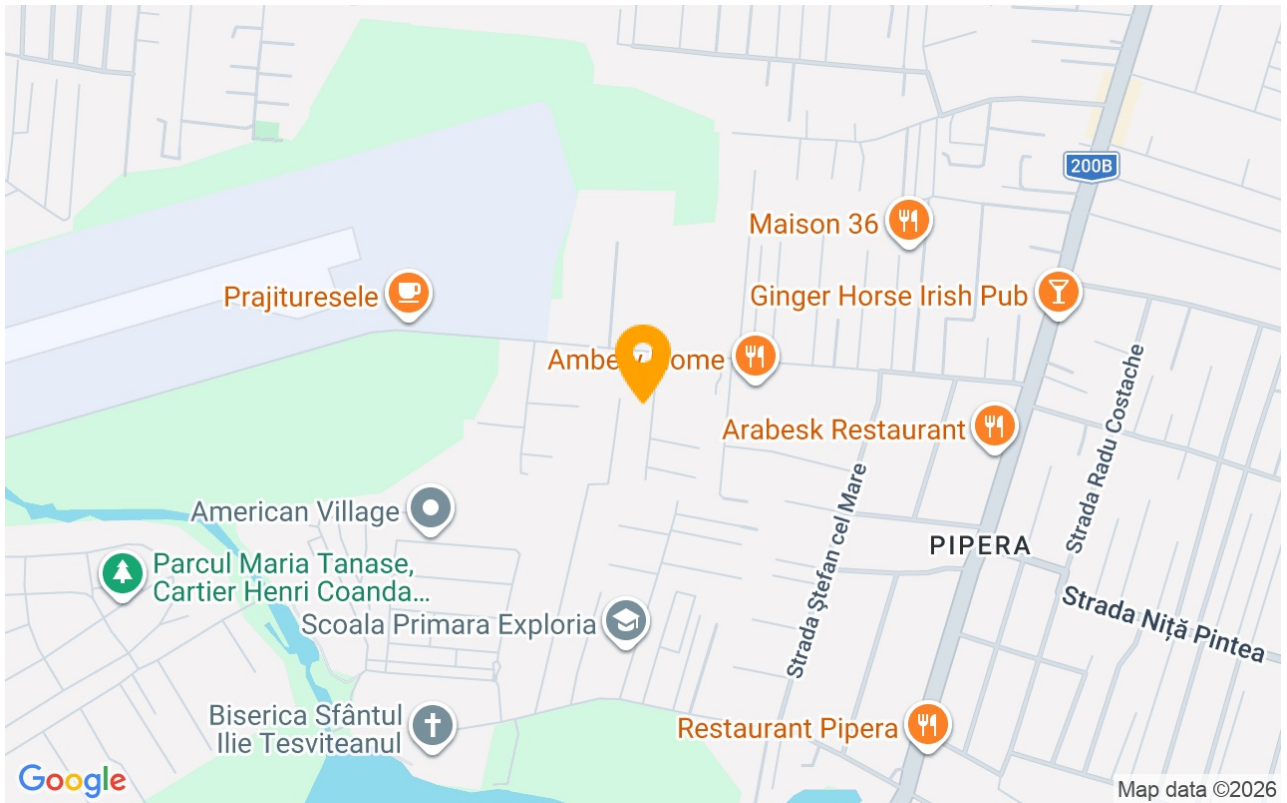 200B
Maison 36
Prajituresele
Ginger Horse Irish Pub
Arabesk Restaurant
Strada Radu Costache
American Village
Strada Ștefan cel Mare
PIPERA
Parcul Maria Tanase,
Cartier Henri Coanda...
Scoala Primara Exploria
Strada Niță Pintea
Biserica Sfântul
Ilie Tesviteanul
Restaurant Pipera
Google
Map data ©2026